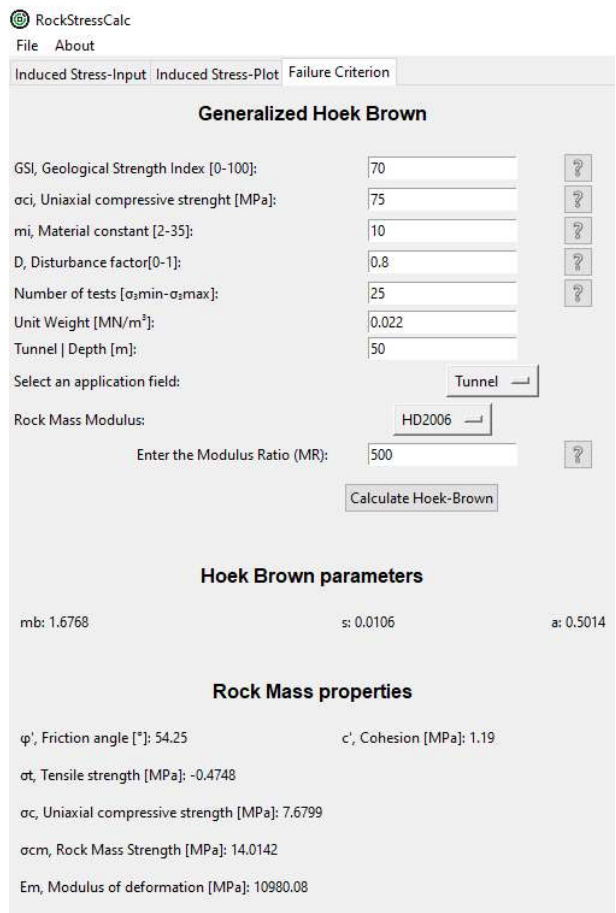 RockStressCalc
File About
Induced Stress-Input Induced Stress-Plot Failure Criterion
Generalized Hoek Brown
GSI, Geological Strength Index [0-100]: 70 ?
σci, Uniaxial compressive strenght [MPa]: 75 ?
mi, Material constant [2-35]: 10 ?
D, Disturbance factor[0-1]: 0.8 ?
Number of tests [σ₃min-σ₃max]: 25 ?
Unit Weight [MN/m³]: 0.022
Tunnel | Depth [m]: 50
Select an application field: Tunnel
Rock Mass Modulus: HD2006
Enter the Modulus Ratio (MR): 500 ?
Calculate Hoek-Brown
Hoek Brown parameters
mb: 1.6768 s: 0.0106 a: 0.5014
Rock Mass properties
φ', Friction angle [°]: 54.25 c', Cohesion [MPa]: 1.19
σt, Tensile strength [MPa]: -0.4748
σc, Uniaxial compressive strength [MPa]: 7.6799
σcm, Rock Mass Strength [MPa]: 14.0142
Em, Modulus of deformation [MPa]: 10980.08